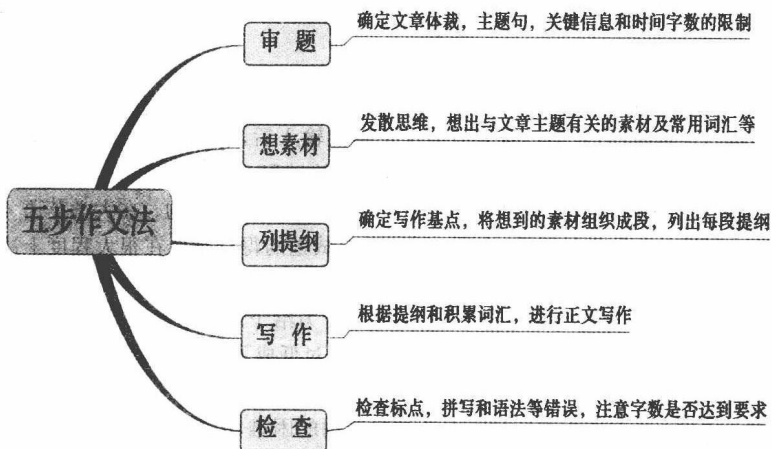 五步作文法
审 题
确定文章体裁，主题句，关键信息和时间字数的限制
想素材
发散思维，想出与文章主题有关的素材及常用词汇等
列提纲
确定写作基点，将想到的素材组织成段，列出每段提纲
写 作
根据提纲和积累词汇，进行正文写作
检 查
检查标点，拼写和语法等错误，注意字数是否达到要求